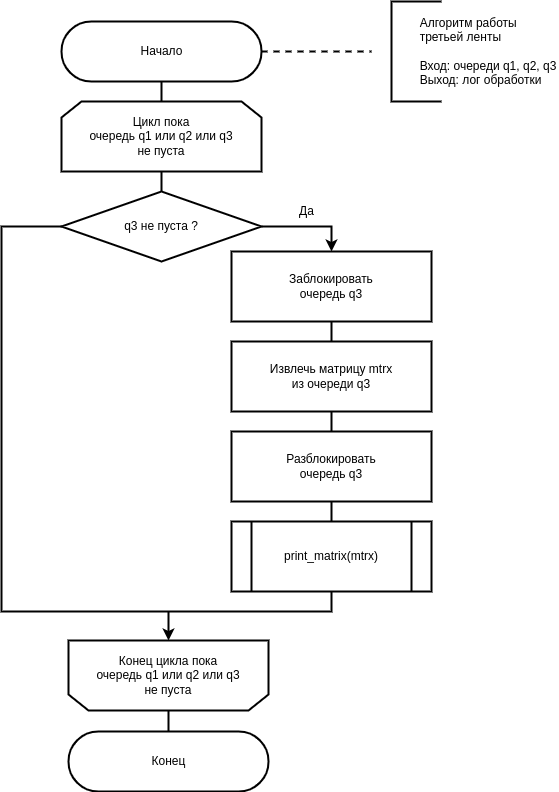 Начало
Алгоритм работы
третьей ленты
Вход: очереди q1, q2, q3
Выход: лог обработки
Цикл пока
очередь q1 или q2 или q3
не пуста
q3 не пуста ?
Да
Заблокировать
очередь q3
Извлечь матрицу mtrx
из очереди q3
Разблокировать
очередь q3
print_matrix(mtrx)
Конец цикла пока
очередь q1 или q2 или q3
не пуста
Конец